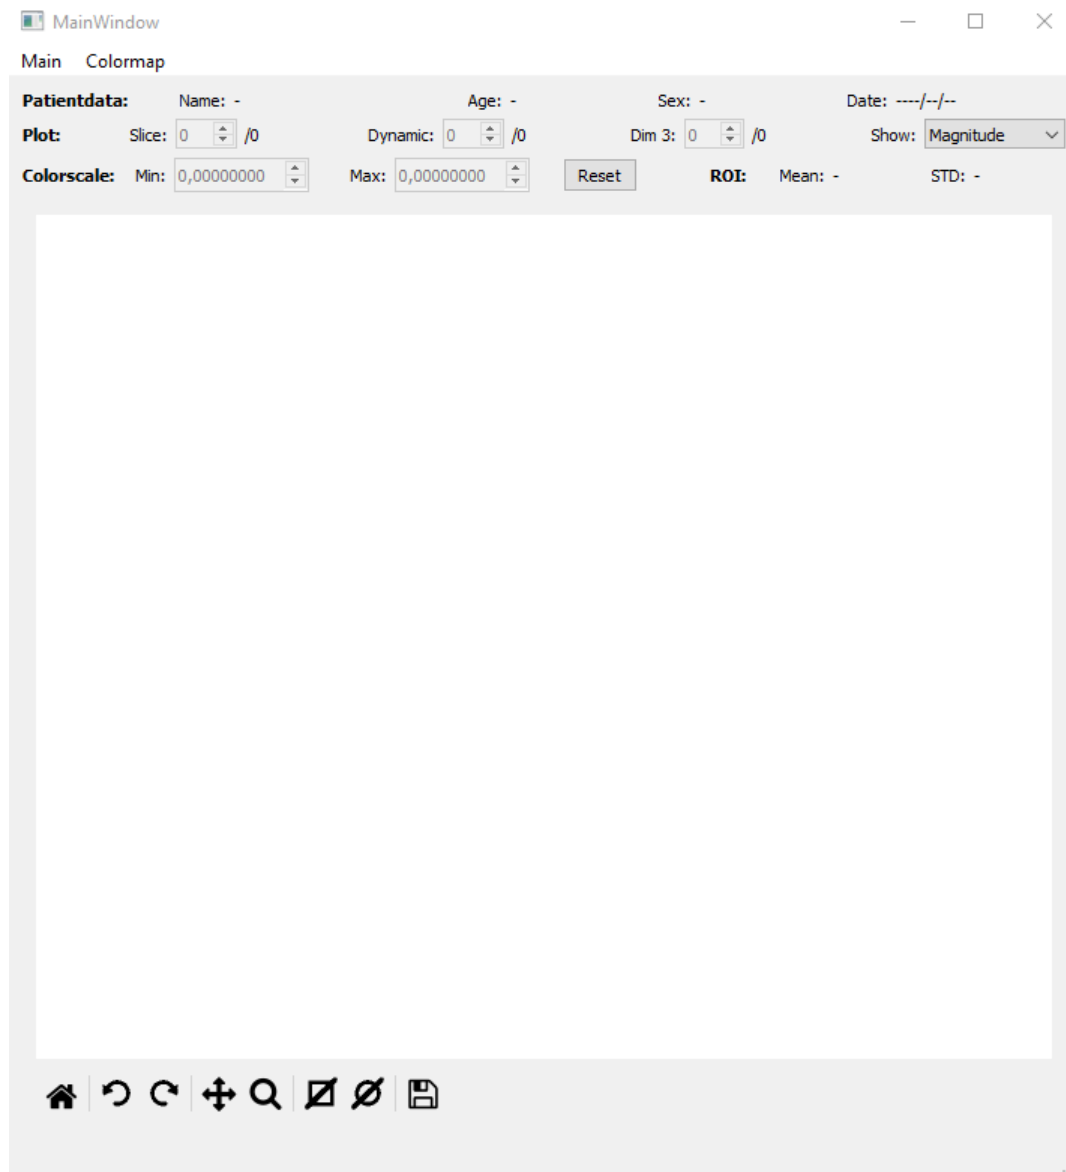 MainWindow
Main Colormap
Patientdata: Name: - Age: - Sex: - Date: ----/--/--
Plot: Slice: 0 /0 Dynamic: 0 /0 Dim 3: 0 /0 Show: Magnitude
Colorscale: Min: 0,00000000 Max: 0,00000000 Reset ROI: Mean: - STD: -